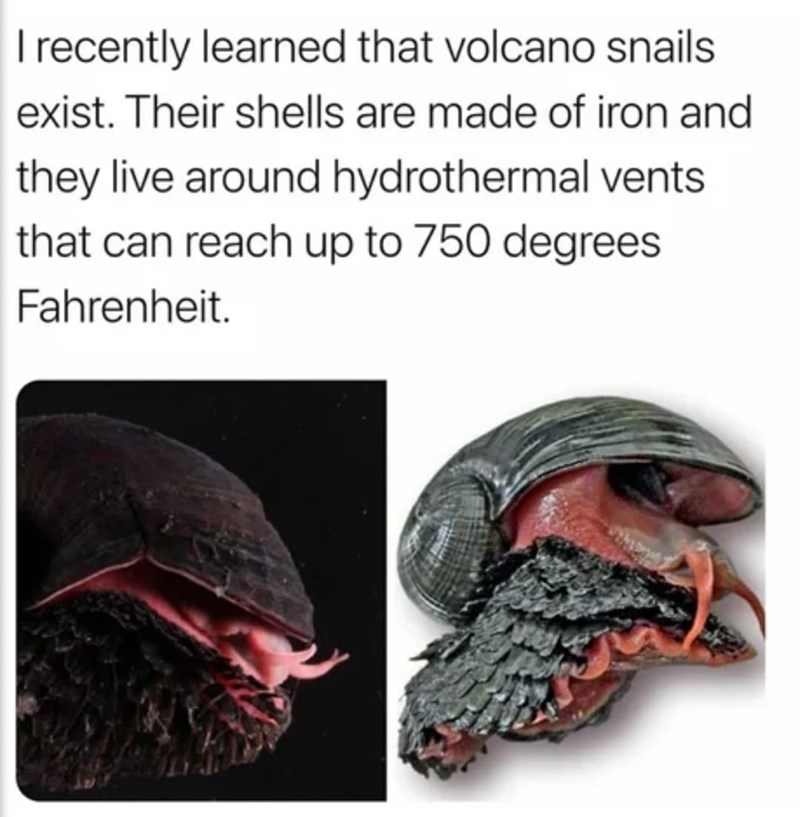 I recently learned that volcano snails
exist. Their shells are made of iron and
they live around hydrothermal vents
that can reach up to 750 degrees
Fahrenheit.